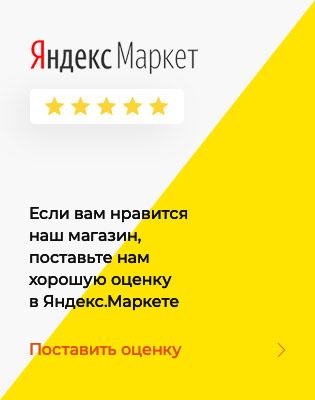 Яндекс Маркет
Если вам нравится
наш магазин,
поставьте нам
хорошую оценку
в Яндекс.Маркете
Поставить оценку